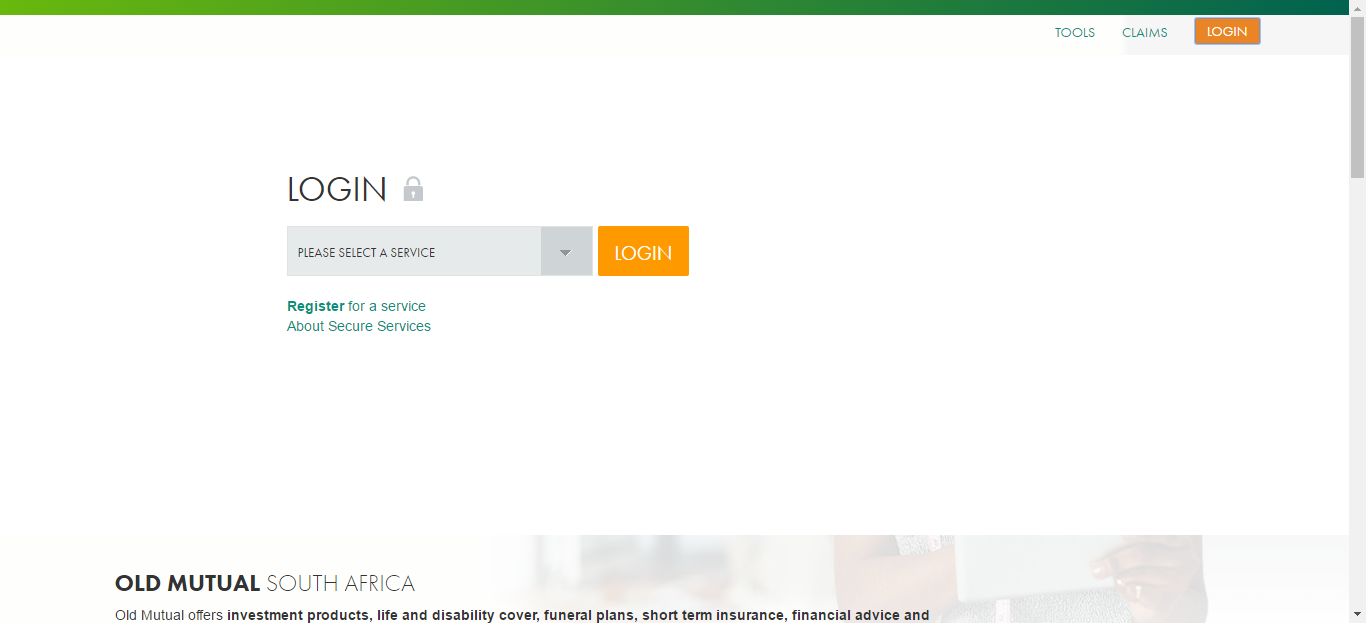 TOOLS CLAIMS LOGIN
LOGIN
PLEASE SELECT A SERVICE LOGIN
Register for a service
About Secure Services
OLD MUTUAL SOUTH AFRICA
Old Mutual offers investment products, life and disability cover, funeral plans, short term insurance, financial advice and